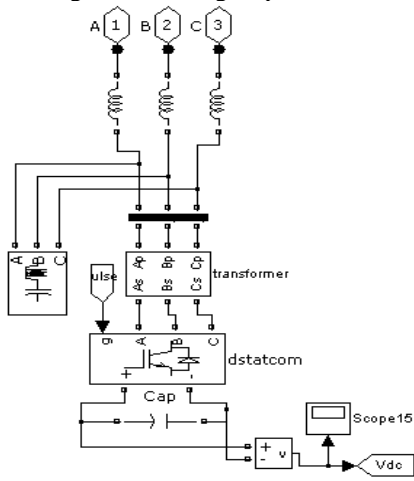 A 1 B 2 C 3
A B C
Ap Bp Cp
As Bs Cs
transformer
ulse
g A B C
+ -
dstatcom
Cap
+ - v
Scope15
Vdc